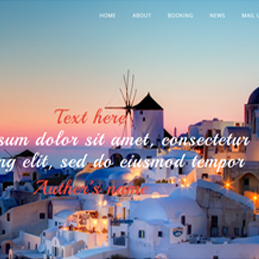 HOME ABOUT BOOKING NEWS MAIL
Text here
sum dolor sit amet, consectetur
ng elit, sed do eiusmod tempor
Author's name